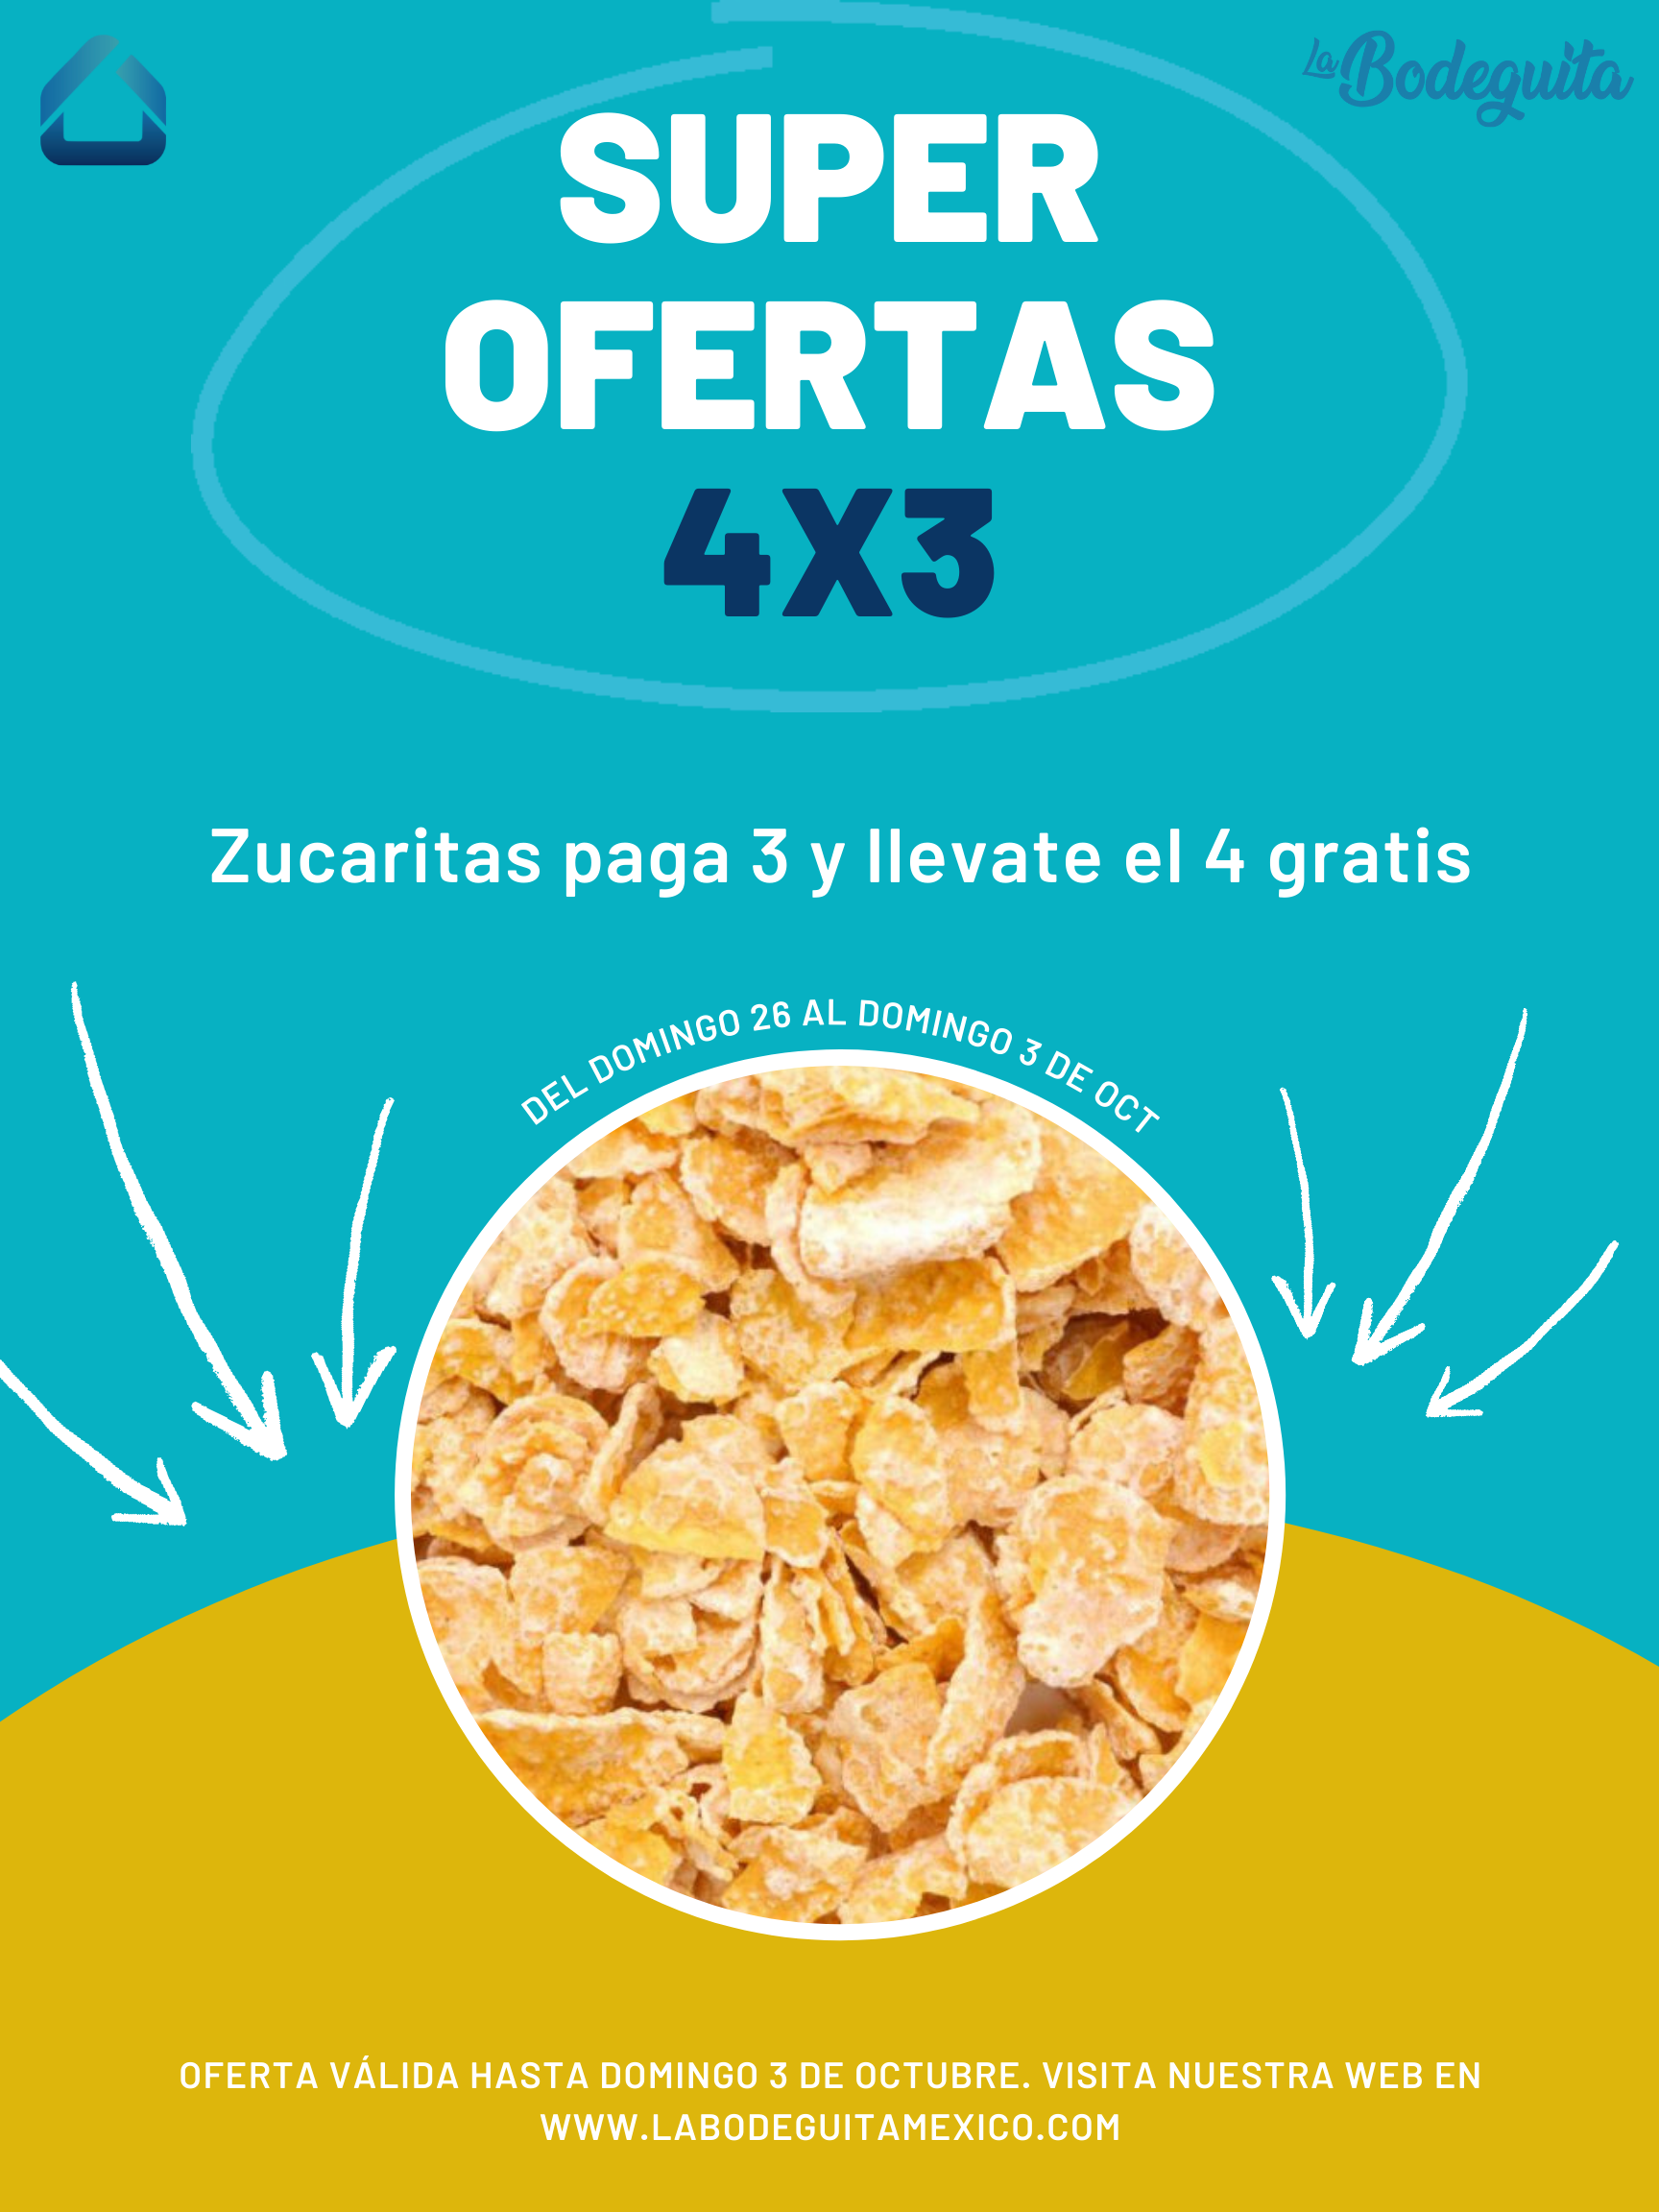 La Bodeguita
SUPER
OFERTAS
4X3
Zucaritas paga 3 y llevate el 4 gratis
DEL DOMINGO 26 AL DOMINGO 3 DE OCT
OFERTA VÁLIDA HASTA DOMINGO 3 DE OCTUBRE. VISITA NUESTRA WEB EN
WWW.LABODEGUITAMEXICO.COM